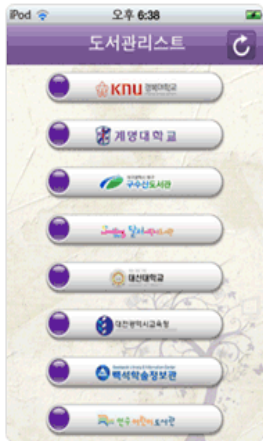 iPod 오후 6:38
도서관리스트
KNU 경북대학교
계명대학교
구수산도서관
대신대학교
대전광역시교육청
백석학술정보관